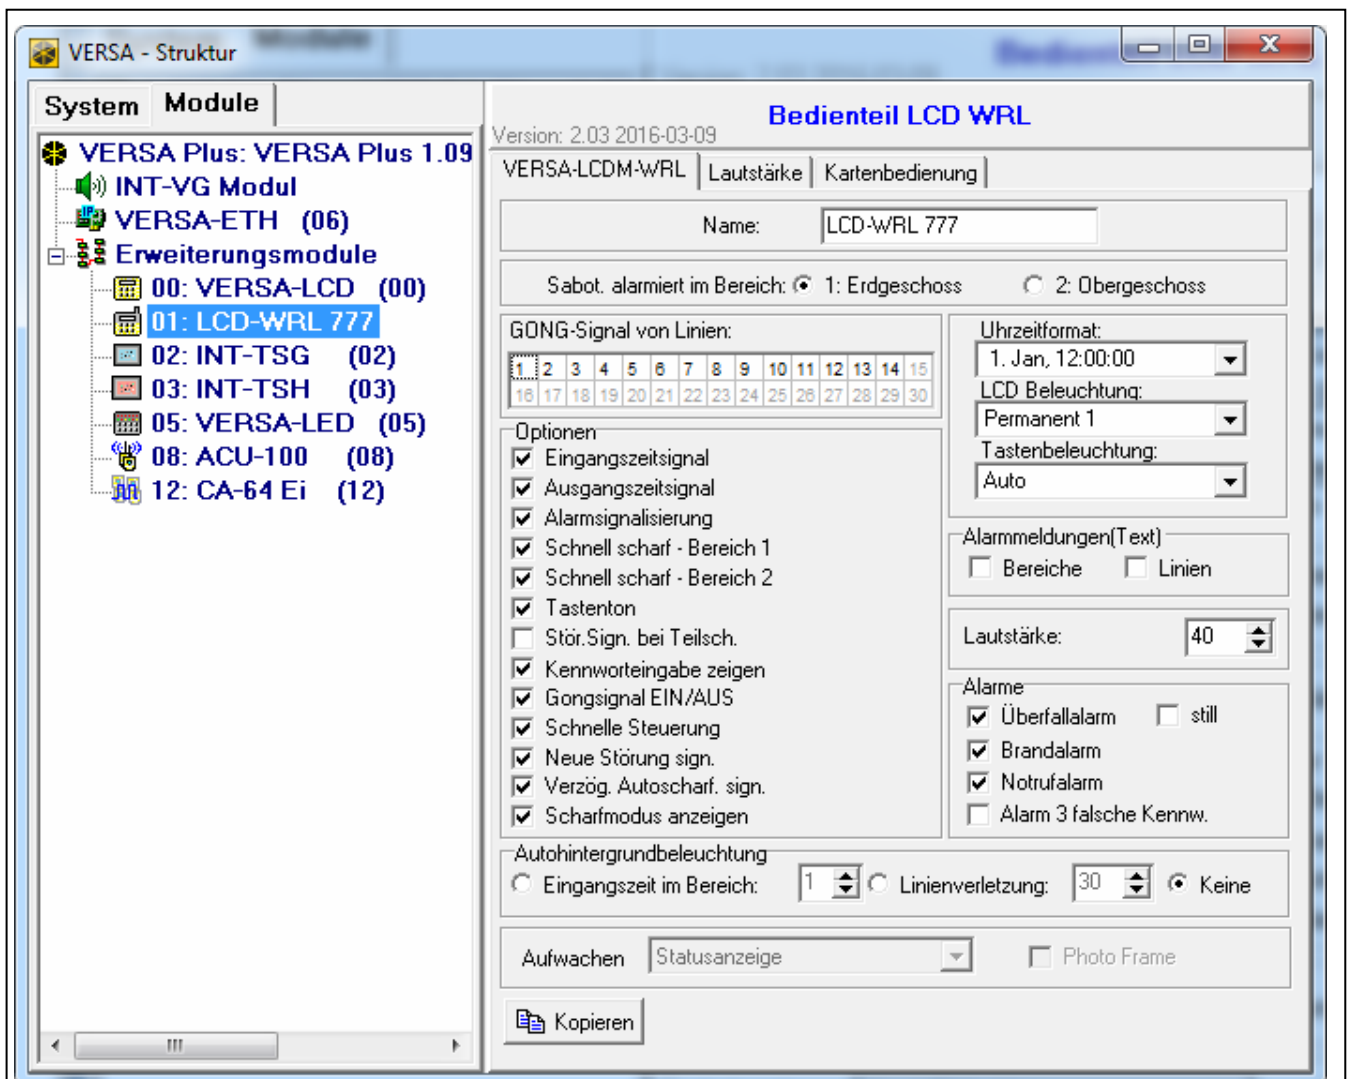 VERSA - Struktur
System Module
VERSA Plus: VERSA Plus 1.09
INT-VG Modul
VERSA-ETH (06)
Erweiterungsmodule
00: VERSA-LCD (00)
01: LCD-WRL 777
02: INT-TSG (02)
03: INT-TSH (03)
05: VERSA-LED (05)
08: ACU-100 (08)
12: CA-64 Ei (12)
Bedienteil LCD WRL
Version: 2.03 2016-03-09
VERSA-LCDM-WRL Lautstärke Kartenbedienung
Name: LCD-WRL 777
Sabot. alarmiert im Bereich: 1: Erdgeschoss 2: Obergeschoss
GONG-Signal von Linien:
1 2 3 4 5 6 7 8 9 10 11 12 13 14 15
16 17 18 19 20 21 22 23 24 25 26 27 28 29 30
Optionen
Eingangszeitsignal
Ausgangszeitsignal
Alarmsignalisierung
Schnell scharf - Bereich 1
Schnell scharf - Bereich 2
Tastenton
Stör.Sign. bei Teilsch.
Kennworteingabe zeigen
Gongsignal EIN/AUS
Schnelle Steuerung
Neue Störung sign.
Verzög. Autoscharf. sign.
Scharfmodus anzeigen
Uhrzeitformat:
1. Jan, 12:00:00
LCD Beleuchtung:
Permanent 1
Tastenbeleuchtung:
Auto
Alarmmeldungen(Text)
Bereiche Linien
Lautstärke: 40
Alarme
Überfallalarm still
Brandalarm
Notrufalarm
Alarm 3 falsche Kennw.
Autohintergrundbeleuchtung
Eingangszeit im Bereich: 1 Linienverletzung: 30 Keine
Aufwachen Statusanzeige Photo Frame
Kopieren